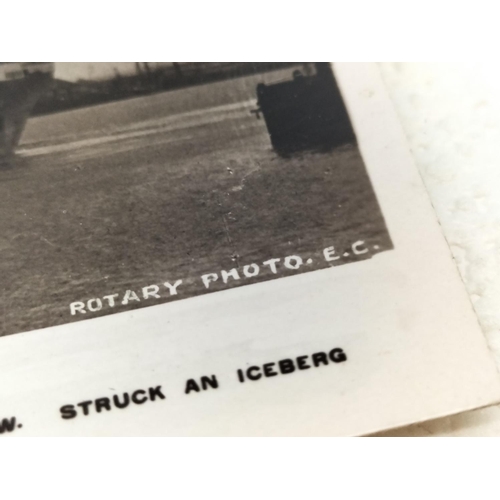 ROTARY PHOTO. E.C.
W. STRUCK AN ICEBERG